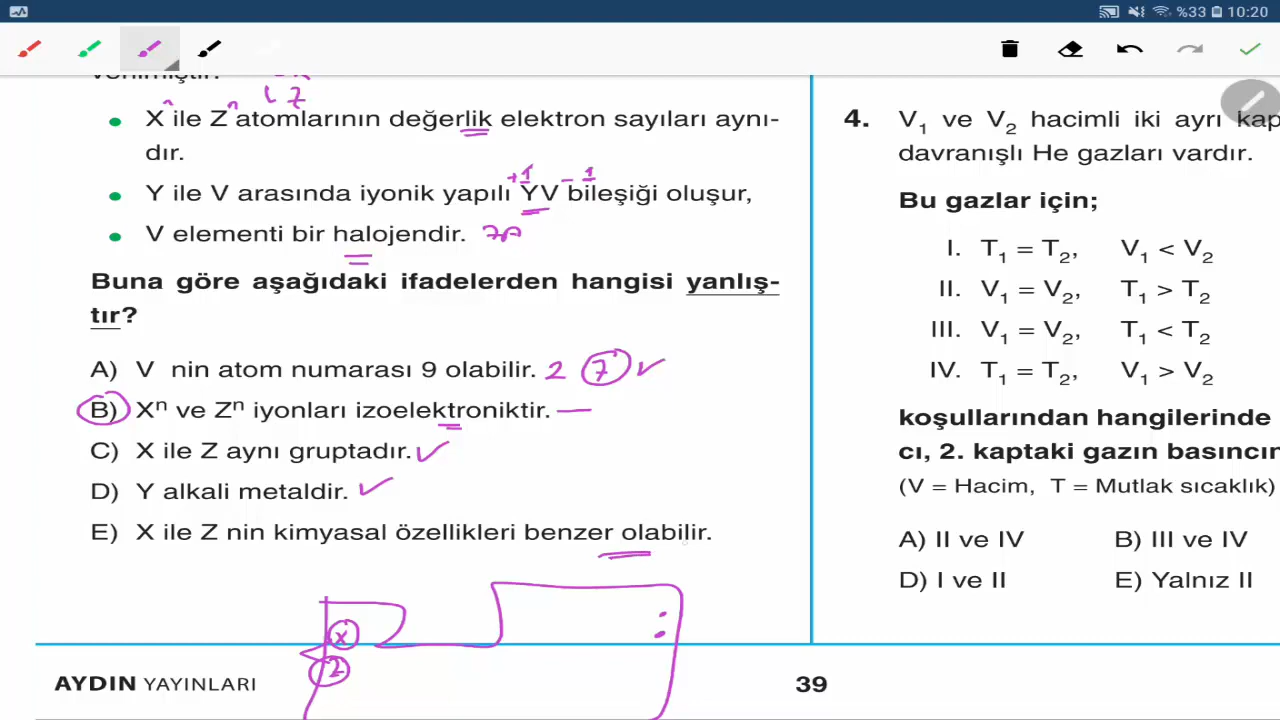 %33 10:20
X ile Z atomlarının değerlik elektron sayıları aynı-
dır.
Y ile V arasında iyonik yapılı YV bileşiği oluşur,
V elementi bir halojendir. 7A
Buna göre aşağıdaki ifadelerden hangisi yanlış-
tır?
A) V nin atom numarası 9 olabilir. 2 7
B) Xⁿ ve Zⁿ iyonları izoelektroniktir.
C) X ile Z aynı gruptadır.
D) Y alkali metaldir.
E) X ile Z nin kimyasal özellikleri benzer olabilir.
X
Z
AYDIN YAYINLARI
39
4. V₁ ve V₂ hacimli iki ayrı kap
davranışlı He gazları vardır.
Bu gazlar için;
I. T₁ = T₂, V₁ < V₂
II. V₁ = V₂, T₁ > T₂
III. V₁ = V₂, T₁ < T₂
IV. T₁ = T₂, V₁ > V₂
koşullarından hangilerinde
cı, 2. kaptaki gazın basıncın
(V = Hacim, T = Mutlak sıcaklık)
A) II ve IV B) III ve IV
D) I ve II E) Yalnız II